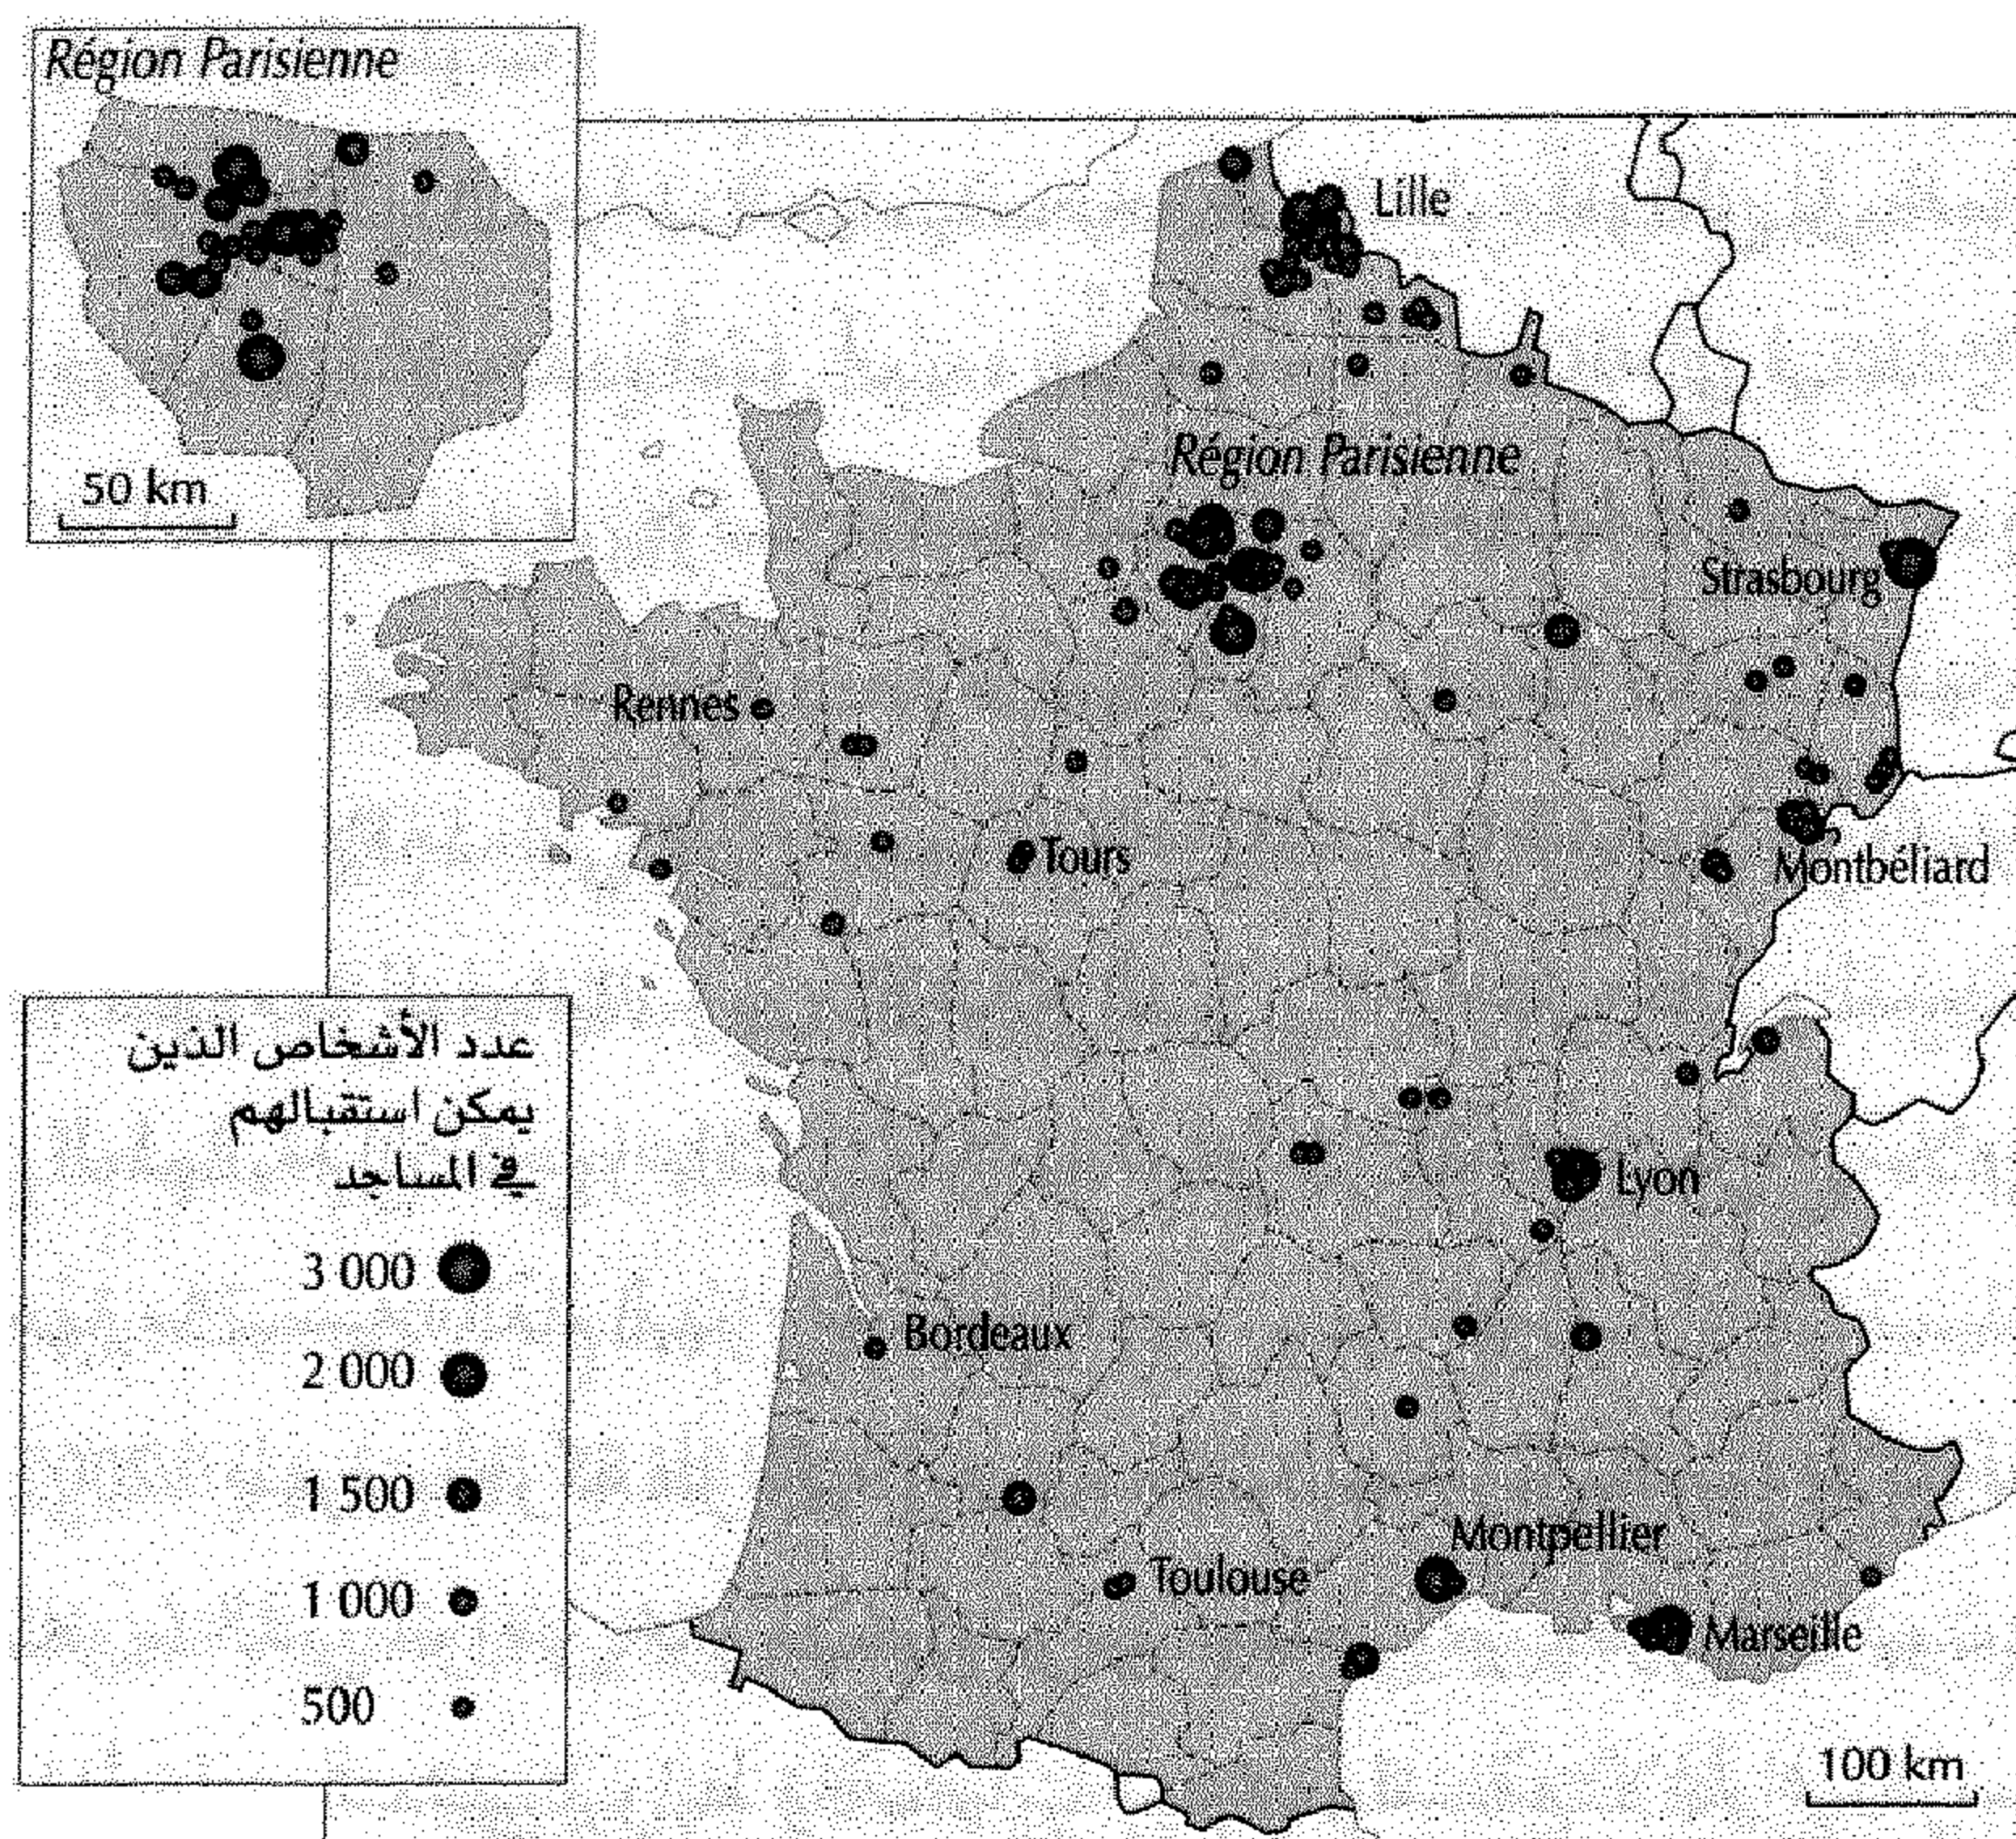 Région Parisienne
50 km
Lille
Région Parisienne
Strasbourg
Rennes
Tours
Montbéliard
Lyon
Bordeaux
Montpellier
Toulouse
Marseille
100 km
عدد الأشخاص الذين
يمكن استقبالهم
في المساجد
3 000
2 000
1 500
1 000
500